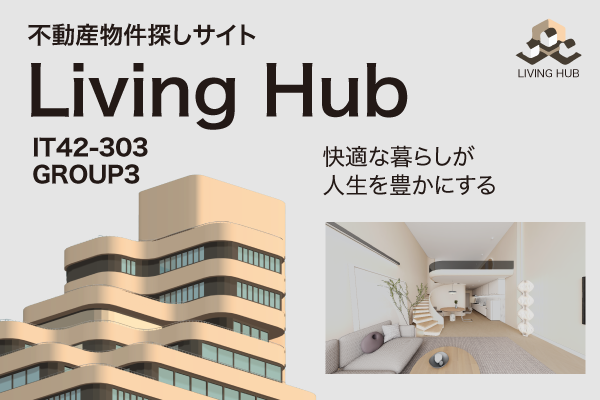 不動産物件探しサイト
Living Hub
LIVING HUB
IT42-303
GROUP3
快適な暮らしが
人生を豊かにする